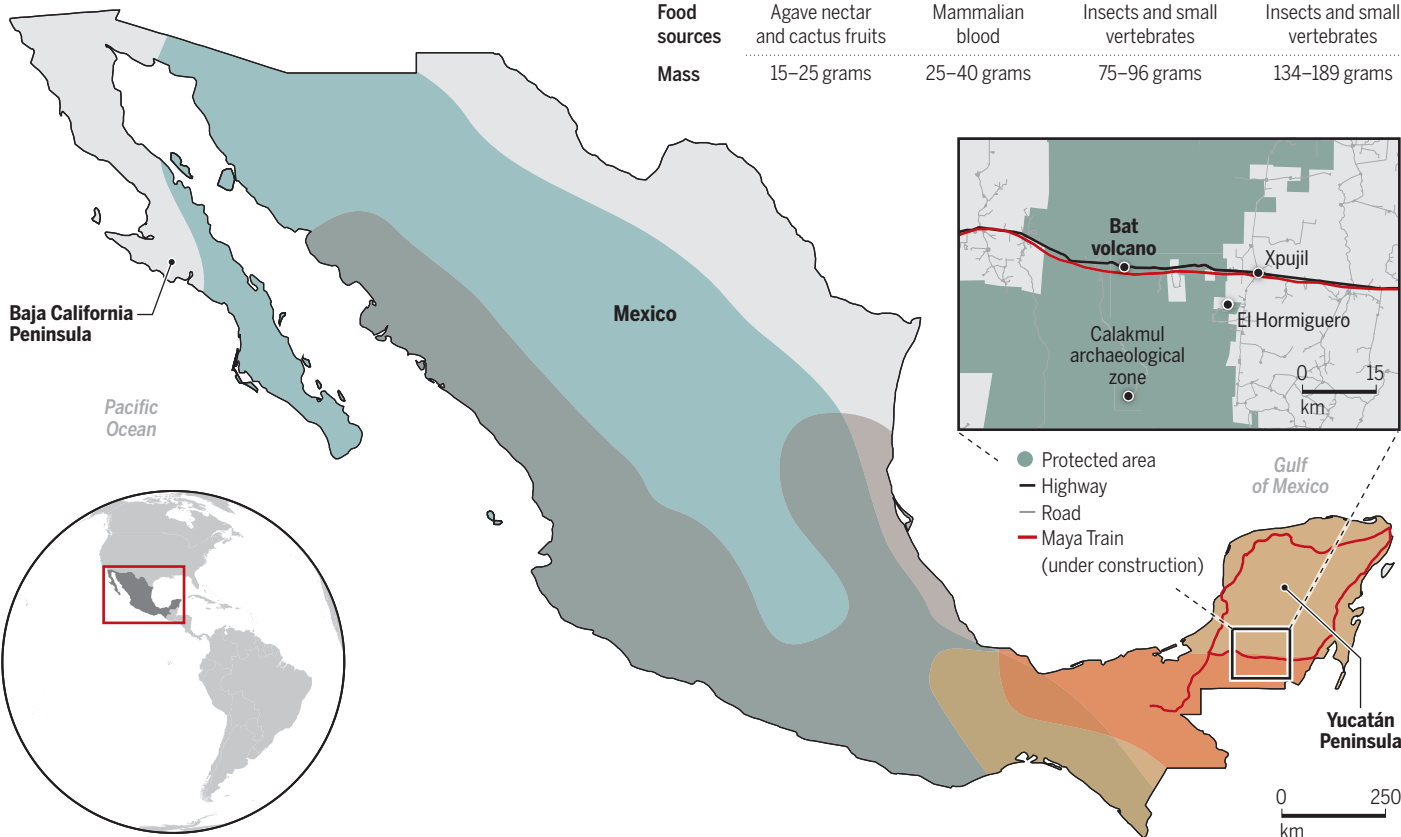 Food sources
Agave nectar and cactus fruits
Mammalian blood
Insects and small vertebrates
Insects and small vertebrates
Mass
15–25 grams
25–40 grams
75–96 grams
134–189 grams
Bat
volcano
Xpujil
El Hormiguero
Calakmul
archaeological
zone
0 15
km
Mexico
Baja California
Peninsula
Pacific
Ocean
Protected area
Highway
Road
Maya Train
(under construction)
Gulf
of Mexico
Yucatán
Peninsula
0 250
km